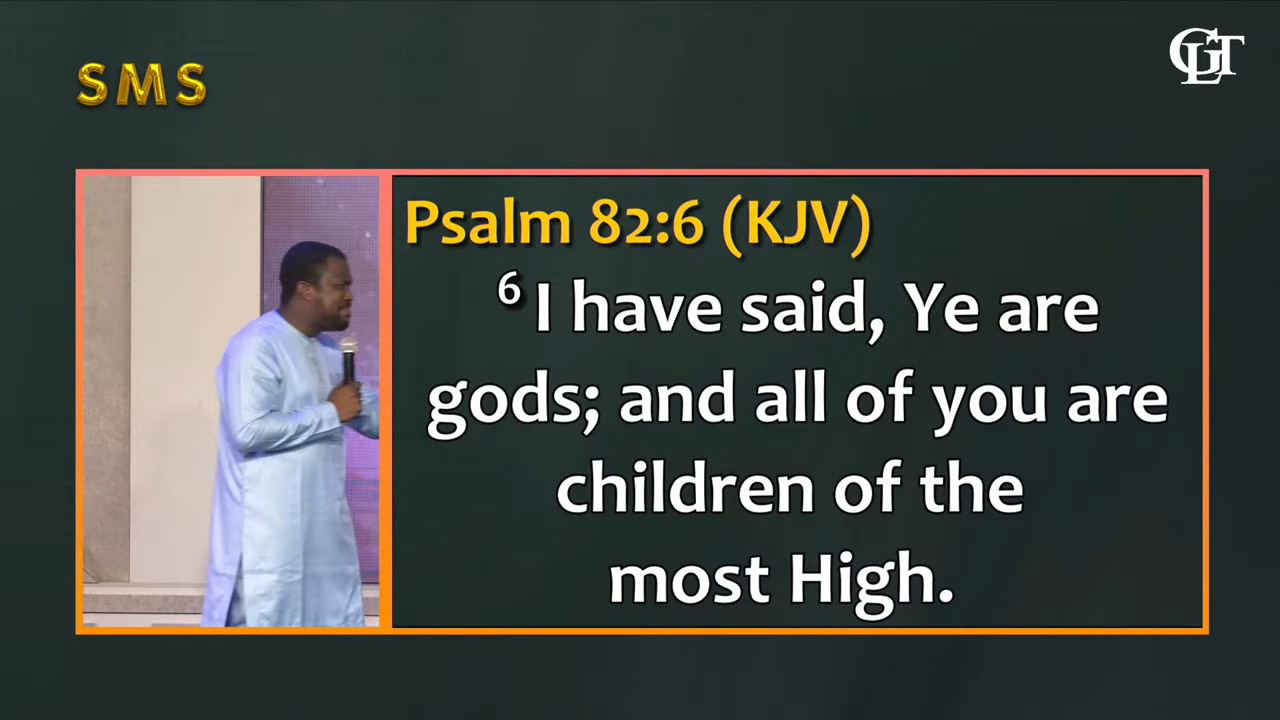 SMS
GLT
Psalm 82:6 (KJV)
6 I have said, Ye are
gods; and all of you are
children of the
most High.